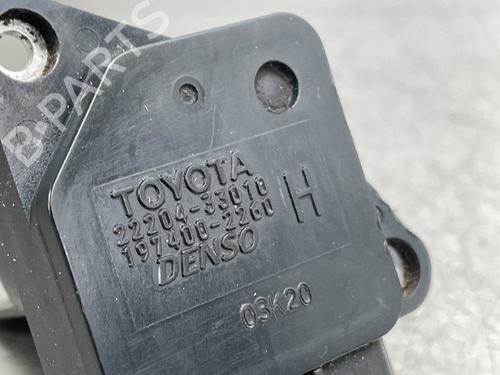 B-PARTS
TOYOTA
22204-33010
197400-2260
DENSO
H
03K20